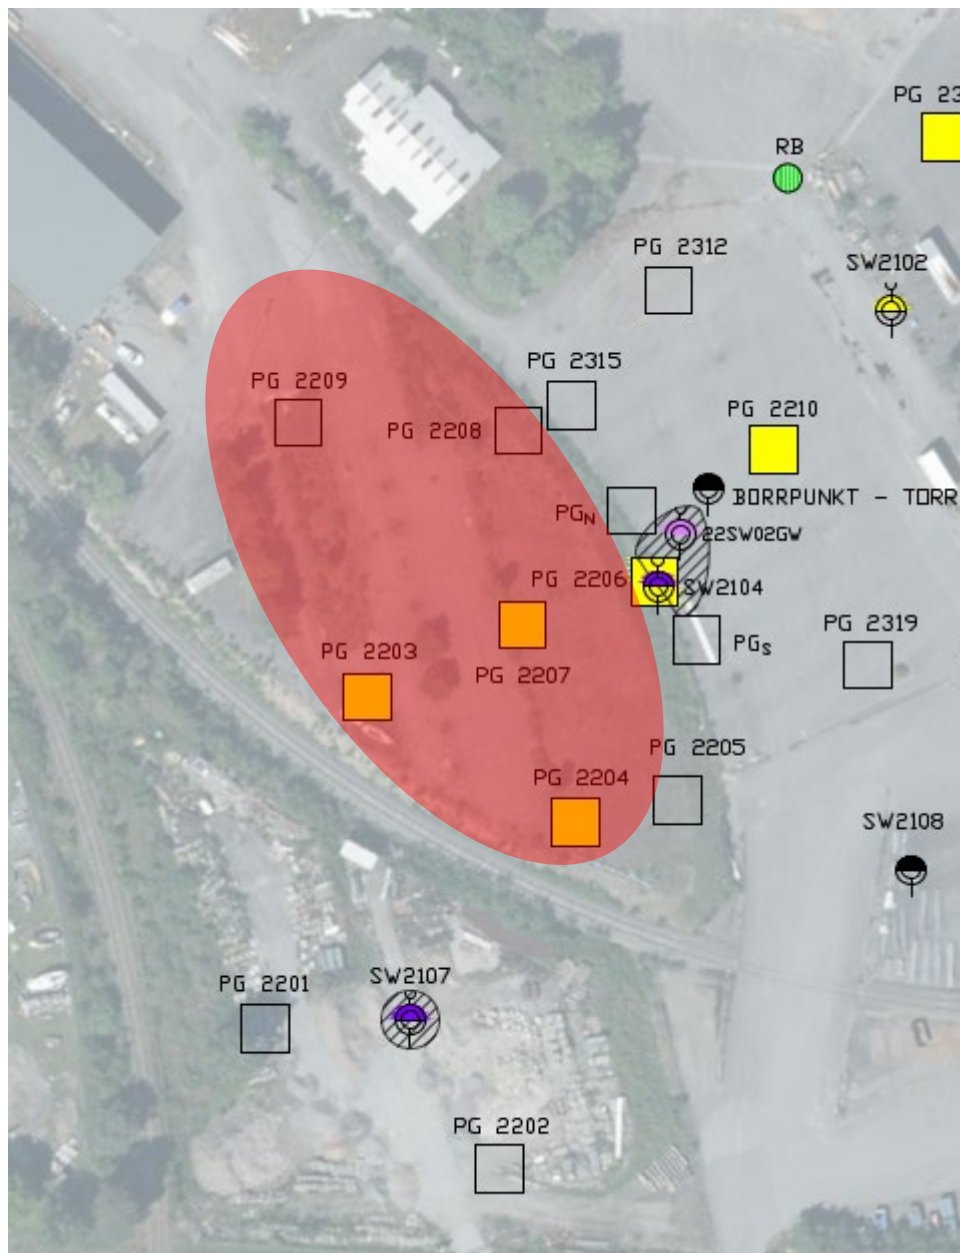 PG 23
RB
PG 2312
SW2102
PG 2315
PG 2209
PG 2210
PG 2208
BORRPUNKT - TORR
PGN
22SW02GW
PG 2206
SW2104
PG 2319
PGS
PG 2203
PG 2207
PG 2205
PG 2204
SW2108
SW2107
PG 2201
PG 2202